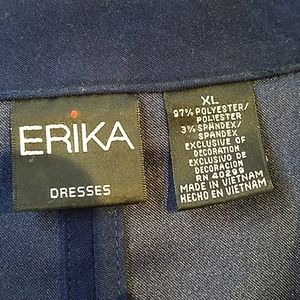 ERIKA
DRESSES
XL
97% POLYESTER/
POLIESTER
3% SPANDEX/
SPANDEX
EXCLUSIVE OF
DECORATION
EXCLUSIVO DE
DECORACION
RN 40299
MADE IN VIETNAM
HECHO EN VIETNAM